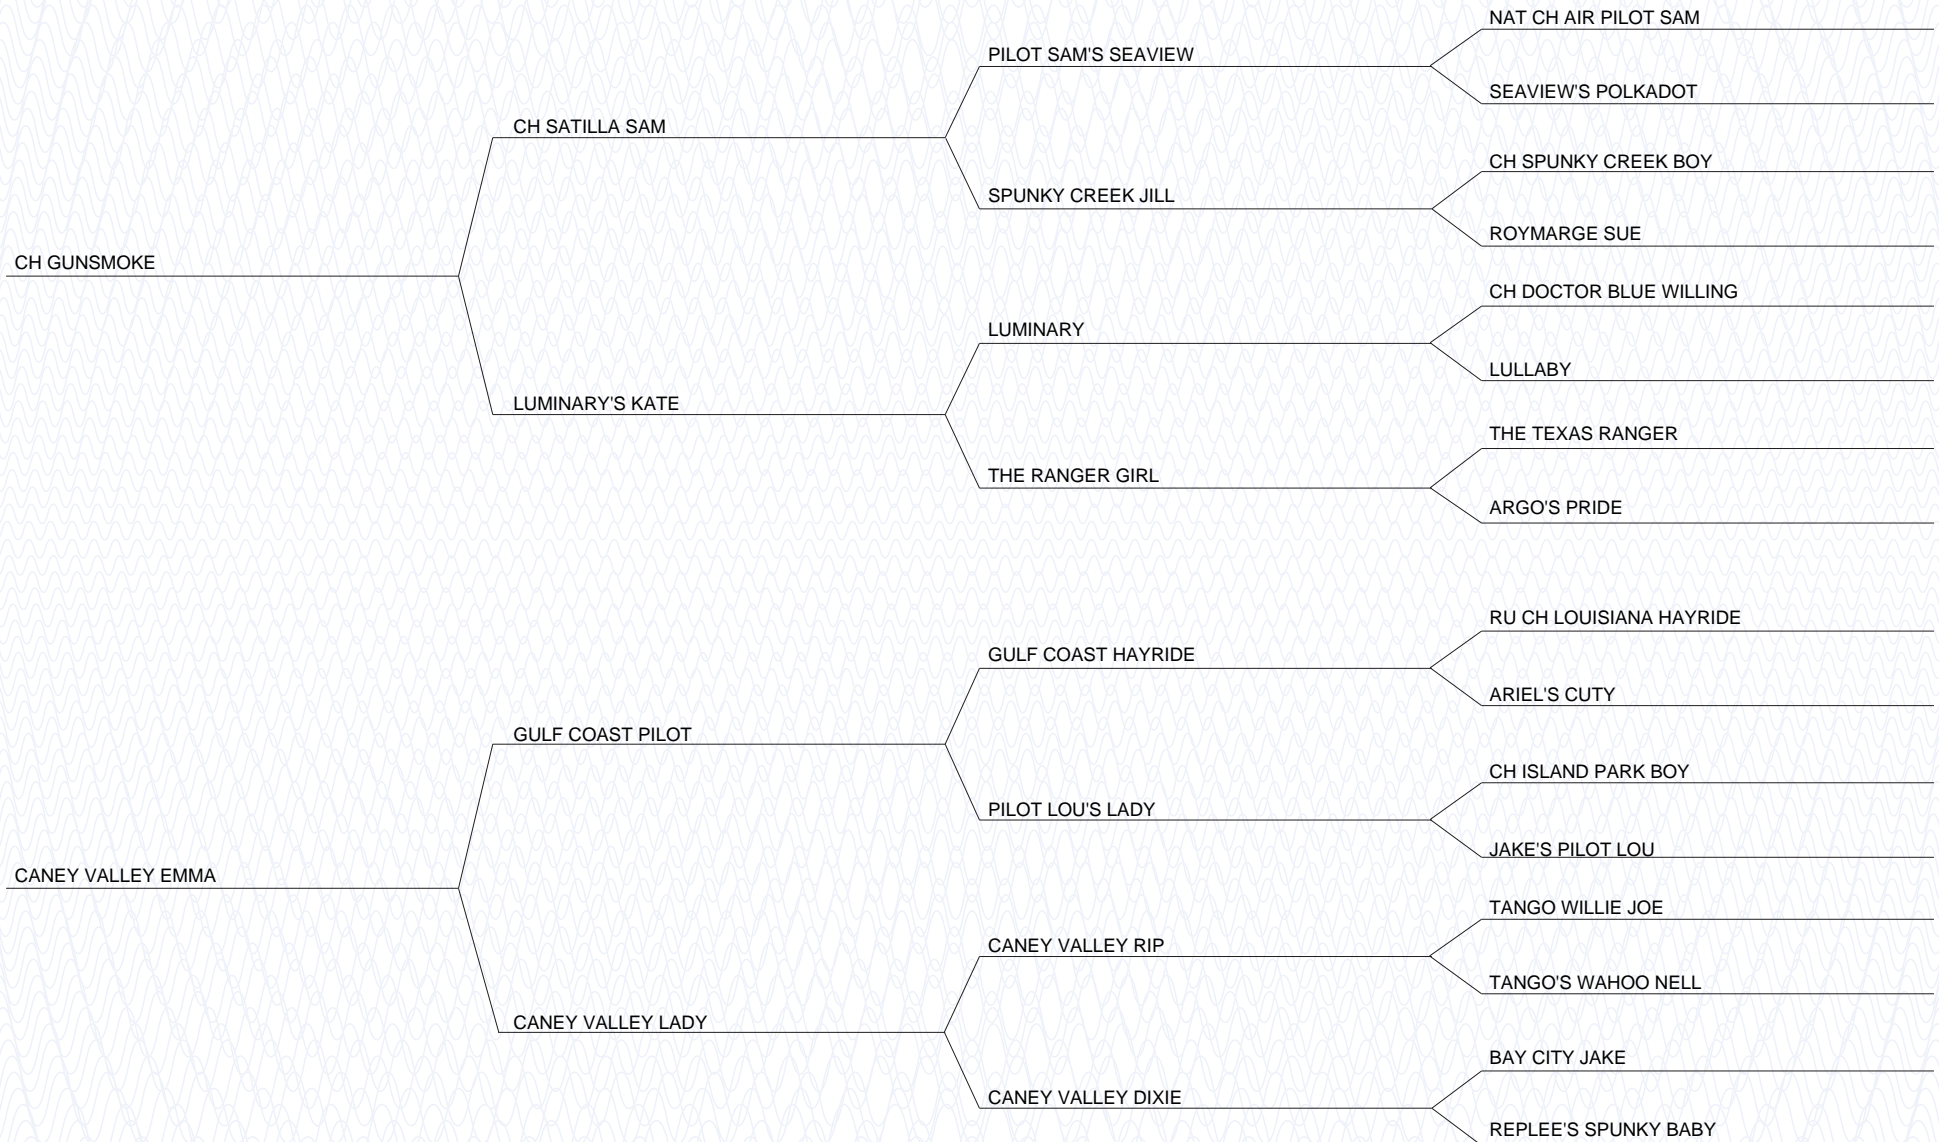 NAT CH AIR PILOT SAM
PILOT SAM'S SEAVIEW
SEAVIEW'S POLKADOT
CH SATILLA SAM
CH SPUNKY CREEK BOY
SPUNKY CREEK JILL
ROYMARGE SUE
CH GUNSMOKE
CH DOCTOR BLUE WILLING
LUMINARY
LULLABY
LUMINARY'S KATE
THE TEXAS RANGER
THE RANGER GIRL
ARGO'S PRIDE
RU CH LOUISIANA HAYRIDE
GULF COAST HAYRIDE
ARIEL'S CUTY
GULF COAST PILOT
CH ISLAND PARK BOY
PILOT LOU'S LADY
JAKE'S PILOT LOU
CANEY VALLEY EMMA
TANGO WILLIE JOE
CANEY VALLEY RIP
TANGO'S WAHOO NELL
CANEY VALLEY LADY
BAY CITY JAKE
CANEY VALLEY DIXIE
REPLEE'S SPUNKY BABY